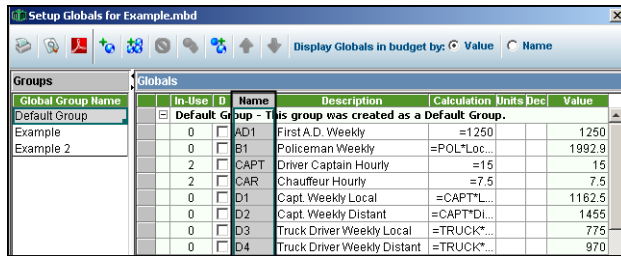 Setup Globals for Example.mbd
Display Globals in budget by: Value Name
Groups Globals
Global Group Name In-Use D Name Description Calculation Units Dec Value
Default Group Default Group - This group was created as a Default Group.
0 AD1 First A.D. Weekly =1250 1250
Example 0 B1 Policeman Weekly =POL*Loc... 1992.9
Example 2 2 CAPT Driver Captain Hourly =15 15
2 CAR Chauffeur Hourly =7.5 7.5
0 D1 Capt. Weekly Local =CAPT*L... 1162.5
0 D2 Capt. Weekly Distant =CAPT*Di... 1455
0 D3 Truck Driver Weekly Local =TRUCK*... 775
0 D4 Truck Driver Weekly Distant =TRUCK*... 970